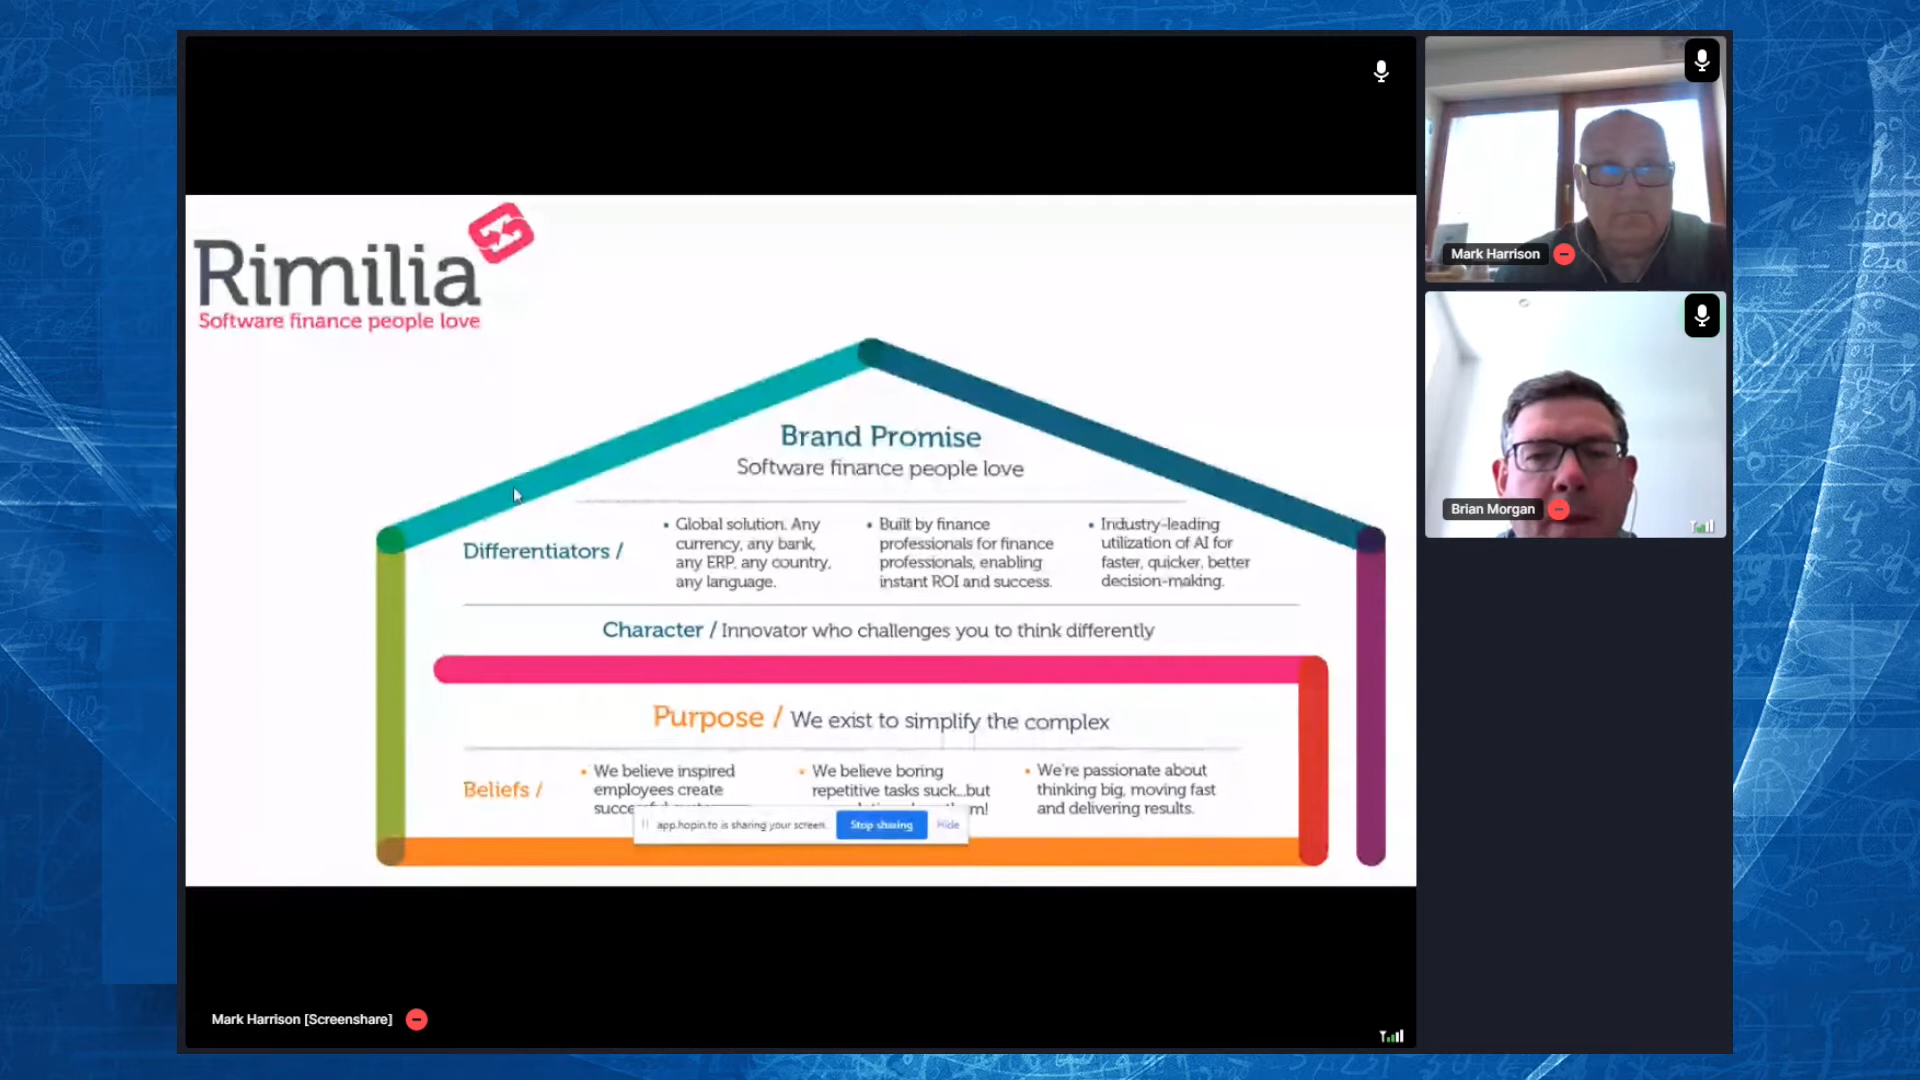 Rimilia
Software finance people love
Brand Promise
Software finance people love
Differentiators /
• Global solution. Any
currency, any bank,
any ERP, any country,
any language.
• Built by finance
professionals for finance
professionals, enabling
instant ROI and success.
• Industry-leading
utilization of AI for
faster, quicker, better
decision-making.
Character / Innovator who challenges you to think differently
Purpose / We exist to simplify the complex
Beliefs /
• We believe inspired
employees create
• We believe boring
repetitive tasks suck...but
• We're passionate about
thinking big, moving fast
and delivering results.
app.hopin.to is sharing your screen.
Stop sharing
Hide
Mark Harrison [Screenshare]
Mark Harrison
Brian Morgan